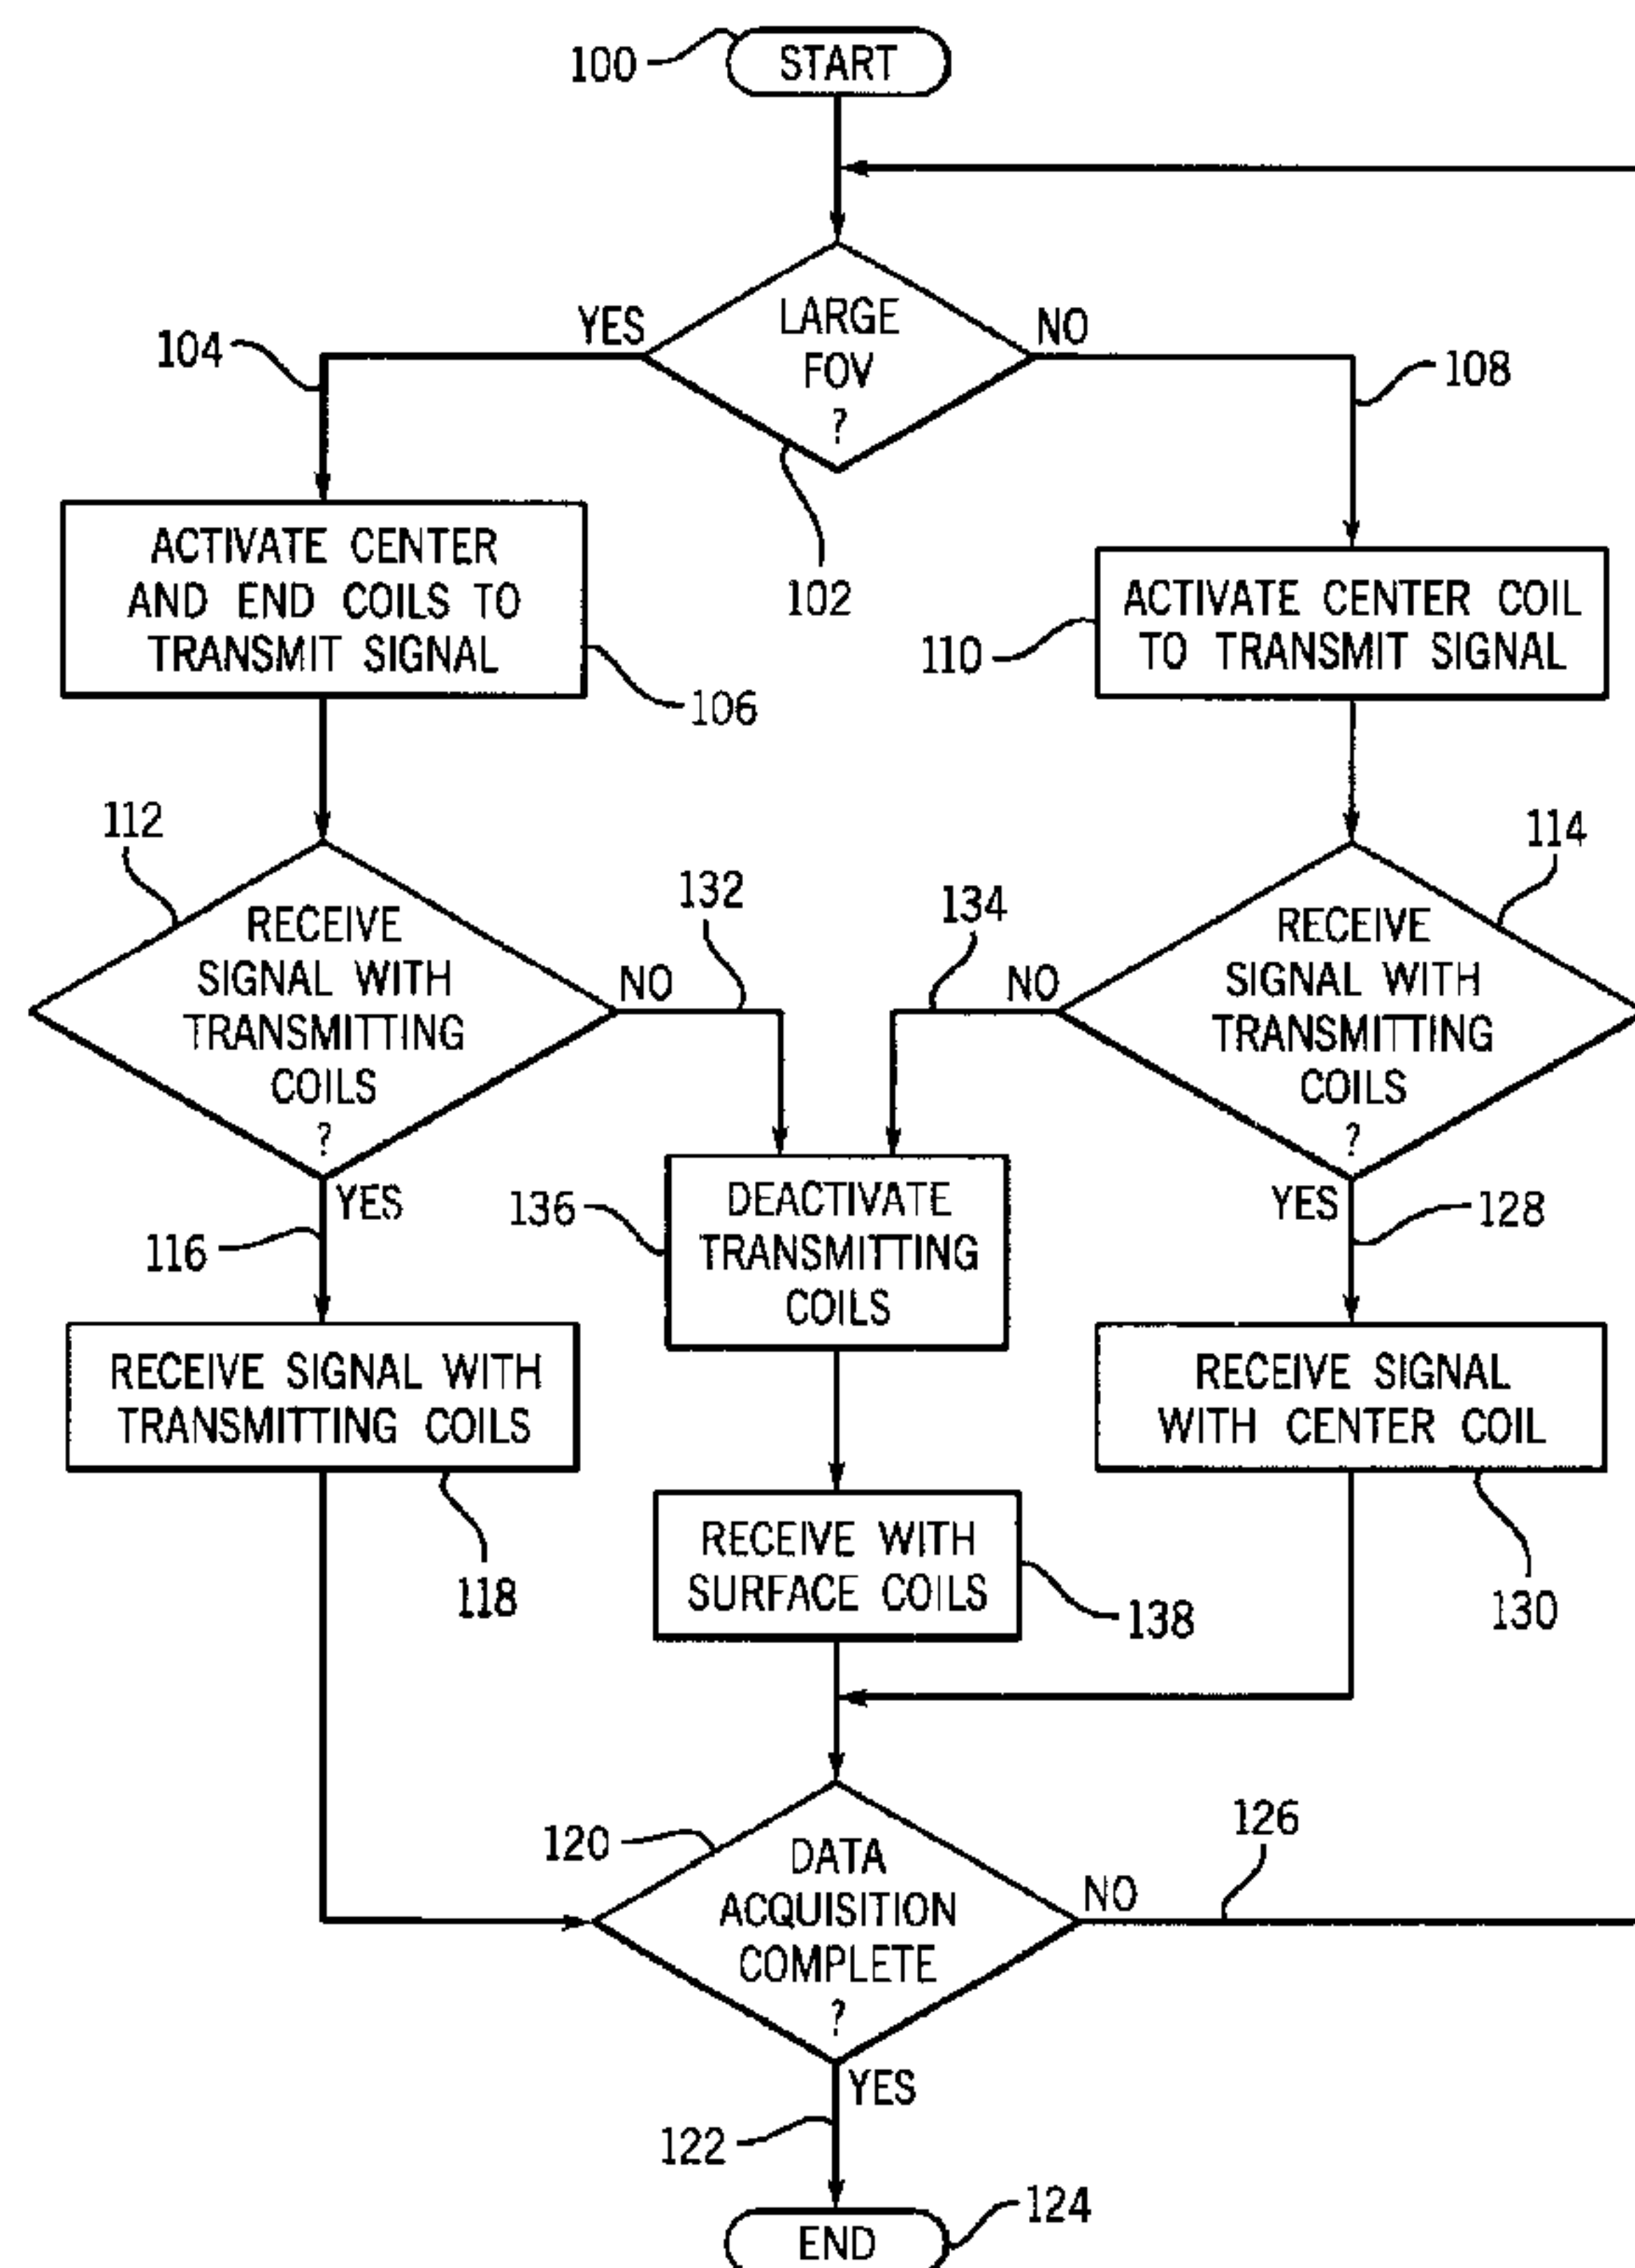 100
START
YES
LARGE
FOV
?
NO
104
108
102
ACTIVATE CENTER
AND END COILS TO
TRANSMIT SIGNAL
106
110
ACTIVATE CENTER COIL
TO TRANSMIT SIGNAL
112
RECEIVE
SIGNAL WITH
TRANSMITTING
COILS
?
NO
132
134
NO
114
RECEIVE
SIGNAL WITH
TRANSMITTING
COILS
?
YES
116
136
DEACTIVATE
TRANSMITTING
COILS
YES
128
RECEIVE SIGNAL WITH
TRANSMITTING COILS
118
RECEIVE SIGNAL
WITH CENTER COIL
130
RECEIVE WITH
SURFACE COILS
138
120
DATA
ACQUISITION
COMPLETE
?
NO
126
YES
122
END
124